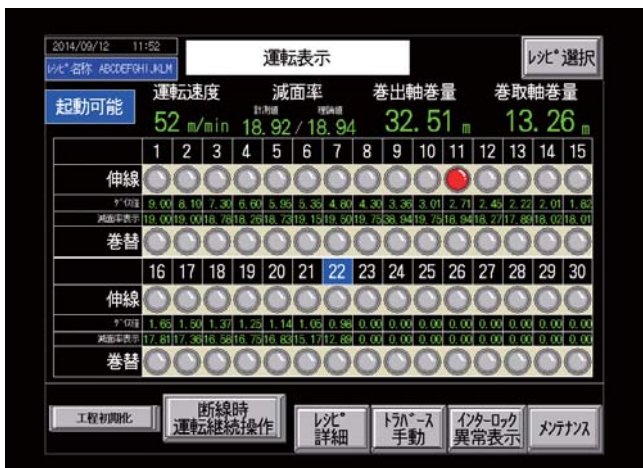 2014/09/12 11:52
運転表示
ﾚｼﾋﾟ選択
ﾚｼﾋﾟ名称 ABCDEFGHIJKLM
起動可能
運転速度 減面率 巻出軸巻量 巻取軸巻量
計測値 理論値
52 m/min 18.92 / 18.94 32.51 m 13.26 m
1 2 3 4 5 6 7 8 9 10 11 12 13 14 15
伸線
ﾀﾞｲｽ径 9.00 8.10 7.30 6.60 5.95 5.35 4.80 4.30 3.36 3.01 2.71 2.45 2.22 2.01 1.82
減面率表示 19.00 19.00 18.78 18.26 18.73 19.15 19.50 19.75 38.94 19.75 18.94 18.27 17.89 18.02 18.01
巻替
16 17 18 19 20 21 22 23 24 25 26 27 28 29 30
伸線
ﾀﾞｲｽ径 1.65 1.50 1.37 1.25 1.14 1.05 0.98 0.00 0.00 0.00 0.00 0.00 0.00 0.00 0.00
減面率表示 17.81 17.36 16.58 16.75 16.83 15.17 12.89 0.00 0.00 0.00 0.00 0.00 0.00 0.00 0.00
巻替
工程初期化
断線時
運転継続操作
ﾚｼﾋﾟ
詳細
ﾄﾗﾊﾞｰｽ
手動
ｲﾝﾀｰﾛｯｸ
異常表示
ﾒﾝﾃﾅﾝｽ